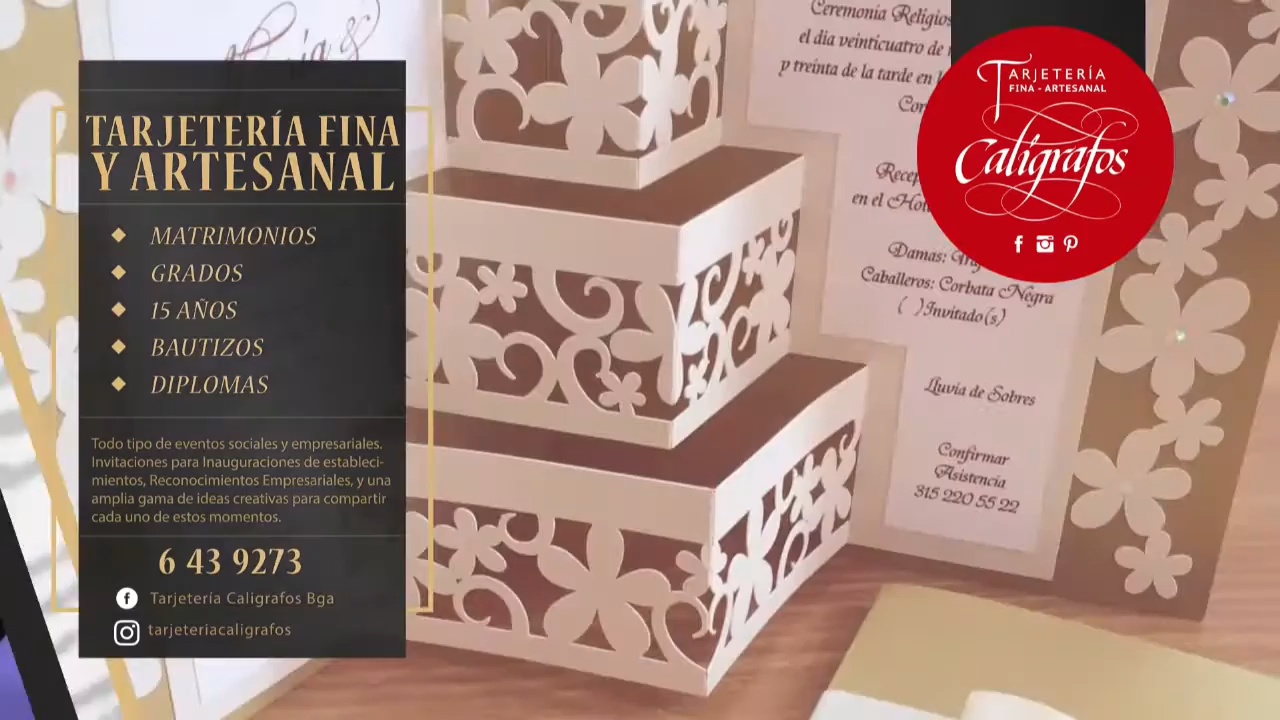 TARJETERÍA FINA
Y ARTESANAL
MATRIMONIOS
GRADOS
15 AÑOS
BAUTIZOS
DIPLOMAS
Todo tipo de eventos sociales y empresariales.
Invitaciones para Inauguraciones de estableci-
mientos, Reconocimientos Empresariales, y una
amplia gama de ideas creativas para compartir
cada uno de estos momentos.
6 43 9273
Tarjetería Caligrafos Bga
tarjeteriacaligrafos
Ceremonia
el día veinticuatro de
y treinta de la tarde en
en el
Damas:
Caballeros: Corbata Negra
( )Invitado(s)
Lluvia de Sobres
Confirmar
Asistencia
315 220 55 22
TARJETERÍA
FINA - ARTESANAL
Calígrafos